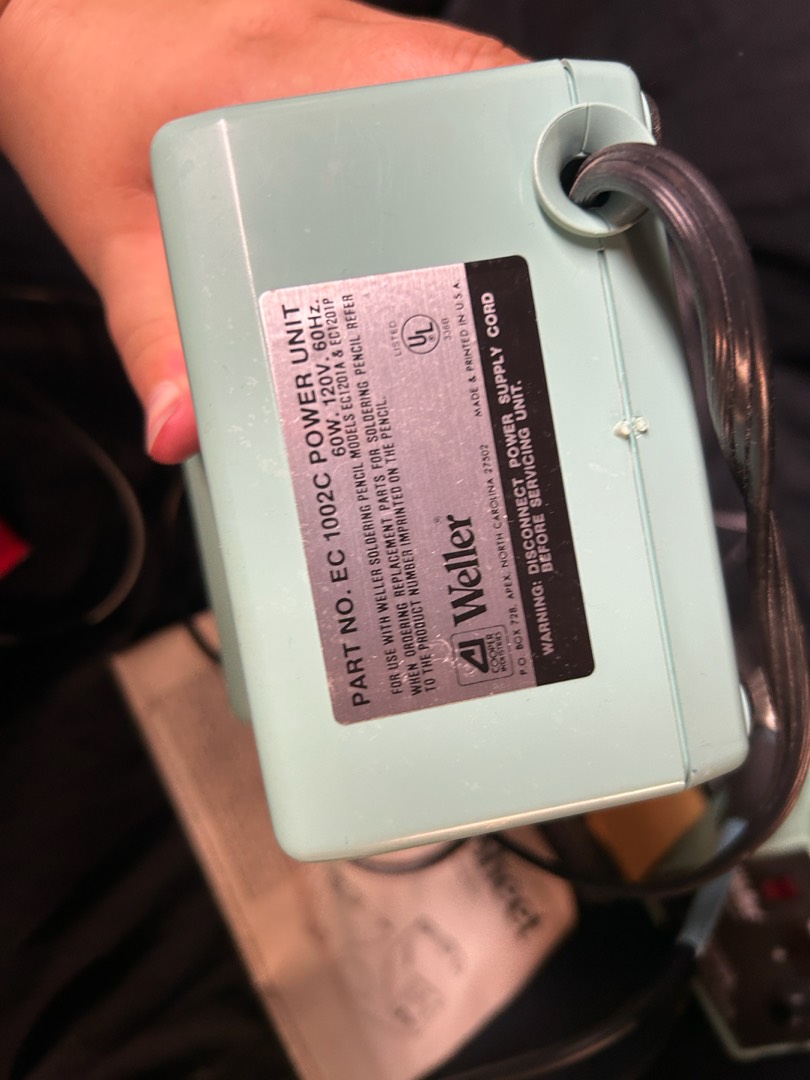 PART NO. EC 1002C POWER UNIT
60W. 120V. 60Hz.
FOR USE WITH WELLER SOLDERING PENCIL MODELS EC1201A & EC1201P
WHEN ORDERING REPLACEMENT PARTS FOR SOLDERING PENCIL REFER
TO THE PRODUCT NUMBER IMPRINTED ON THE PENCIL.
LISTED
UL ®
336B
COOPER
INDUSTRIES
Weller®
P.O. BOX 728, APEX, NORTH CAROLINA 27502 MADE & PRINTED IN U.S.A.
WARNING: DISCONNECT POWER SUPPLY CORD
BEFORE SERVICING UNIT.